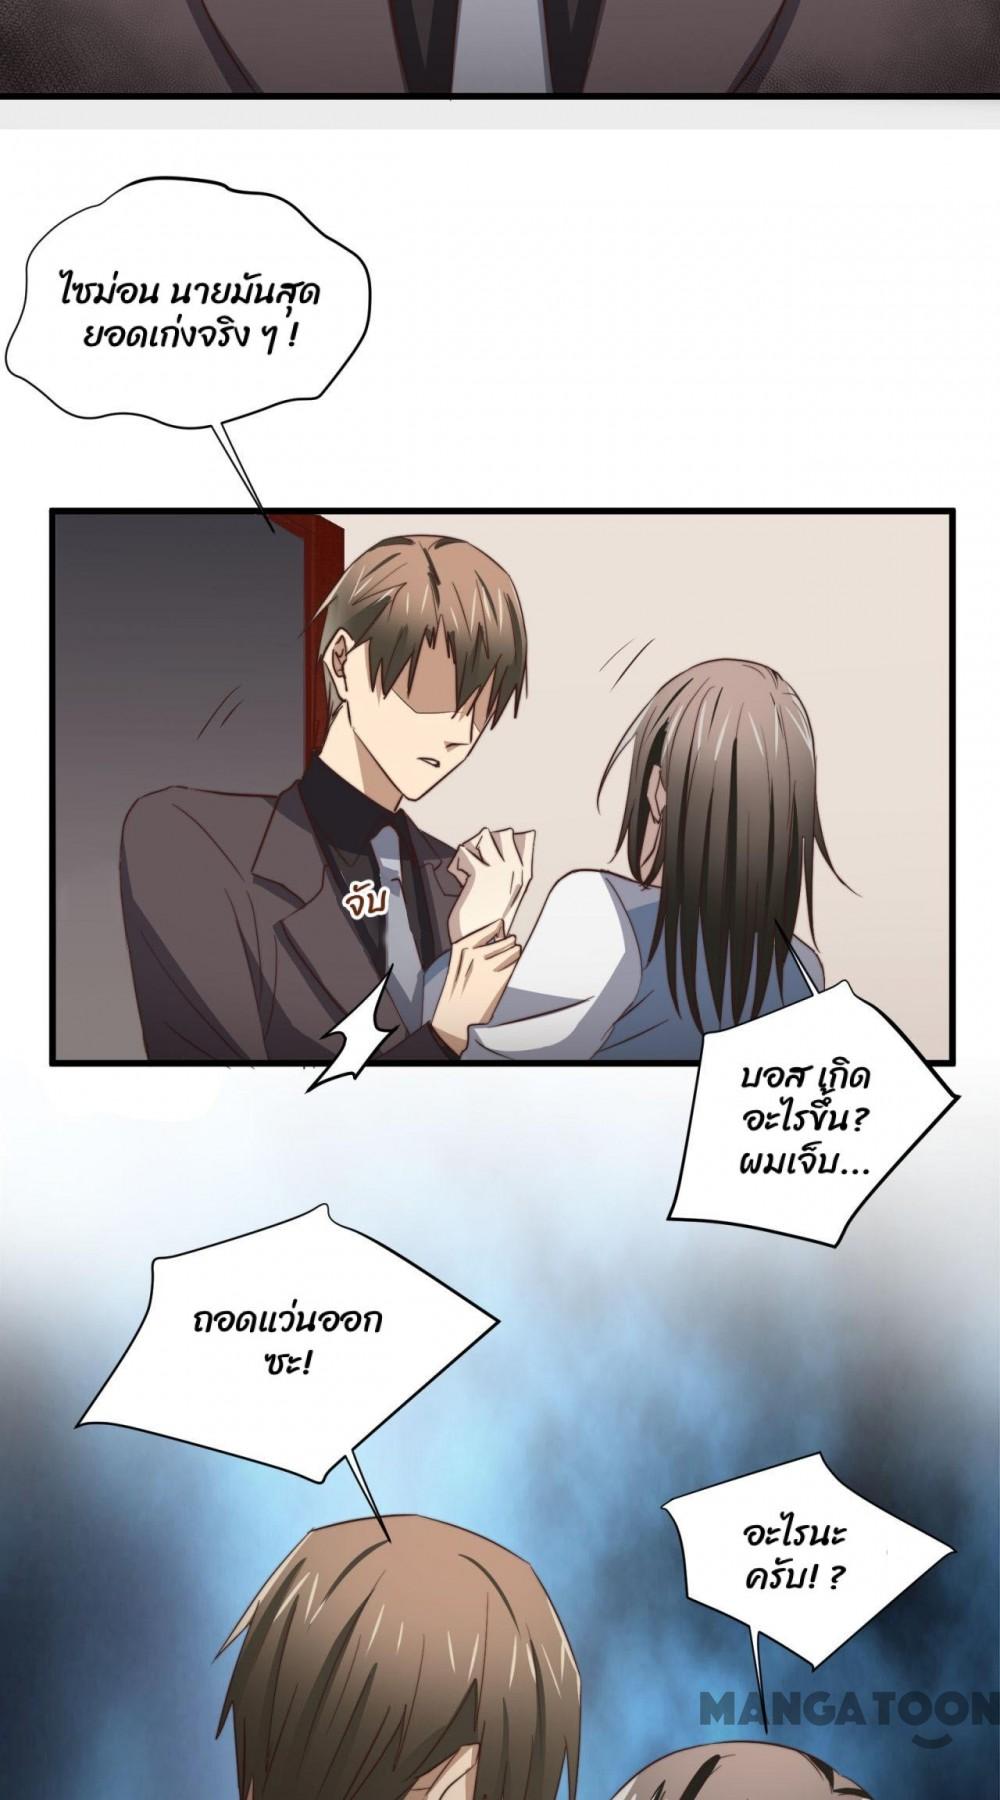 ไซม่อน นายมันสุด
ยอดเก่งจริง ๆ !
จับ
บอส เกิด
อะไรขึ้น?
ผมเจ็บ...
ถอดแว่นออก
ซะ!
อะไรนะ
ครับ! ?
MANGATOON